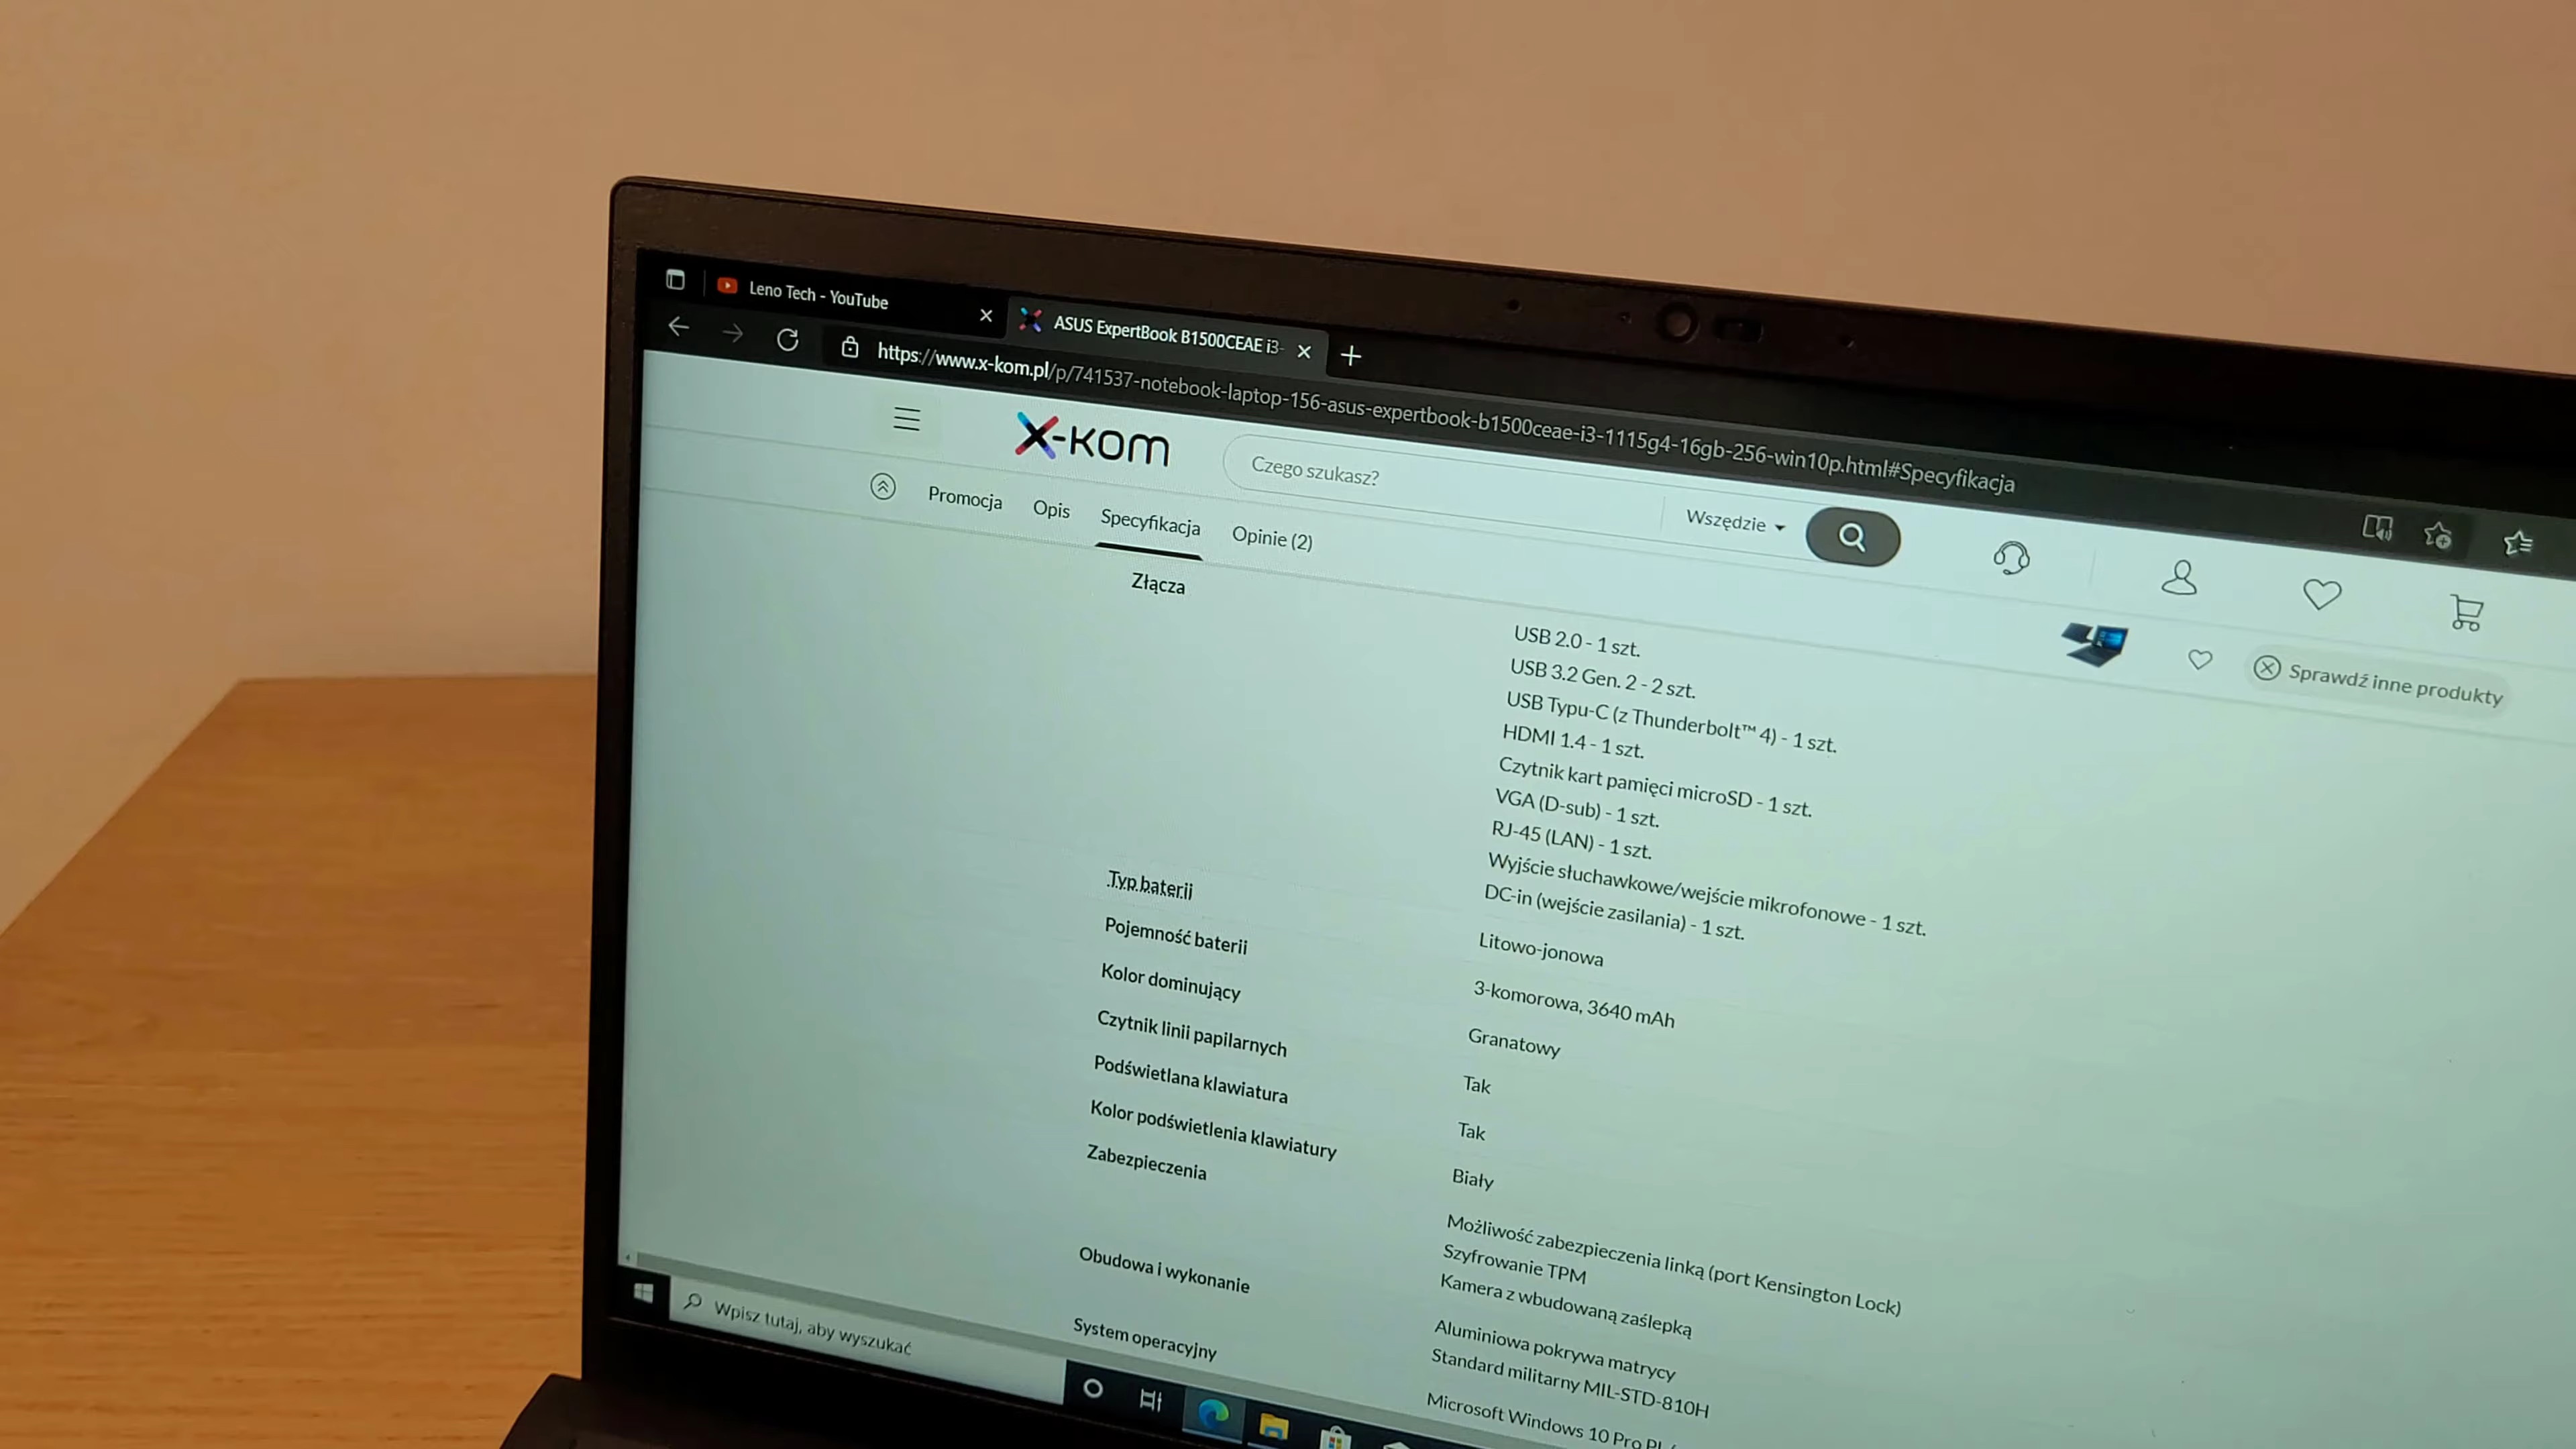 Leno Tech - YouTube
ASUS ExpertBook B1500CEAE i3-
https://www.x-kom.pl/p/741537-notebook-laptop-156-asus-expertbook-b1500ceae-i3-1115g4-16gb-256-win10p.html#Specyfikacja
x-kom
Czego szukasz?
Wszędzie
Promocja
Opis
Specyfikacja
Opinie (2)
Sprawdź inne produkty
Złącza
USB 2.0 - 1 szt.
USB 3.2 Gen. 2 - 2 szt.
USB Typu-C (z Thunderbolt™ 4) - 1 szt.
HDMI 1.4 - 1 szt.
Czytnik kart pamięci microSD - 1 szt.
VGA (D-sub) - 1 szt.
RJ-45 (LAN) - 1 szt.
Wyjście słuchawkowe/wejście mikrofonowe - 1 szt.
DC-in (wejście zasilania) - 1 szt.
Typ baterii
Litowo-jonowa
Pojemność baterii
3-komorowa, 3640 mAh
Kolor dominujący
Granatowy
Czytnik linii papilarnych
Tak
Podświetlana klawiatura
Tak
Kolor podświetlenia klawiatury
Biały
Zabezpieczenia
Możliwość zabezpieczenia linką (port Kensington Lock)
Szyfrowanie TPM
Kamera z wbudowaną zaślepką
Obudowa i wykonanie
Aluminiowa pokrywa matrycy
Standard militarny MIL-STD-810H
System operacyjny
Microsoft Windows 10 Pro PL
Wpisz tutaj, aby wyszukać